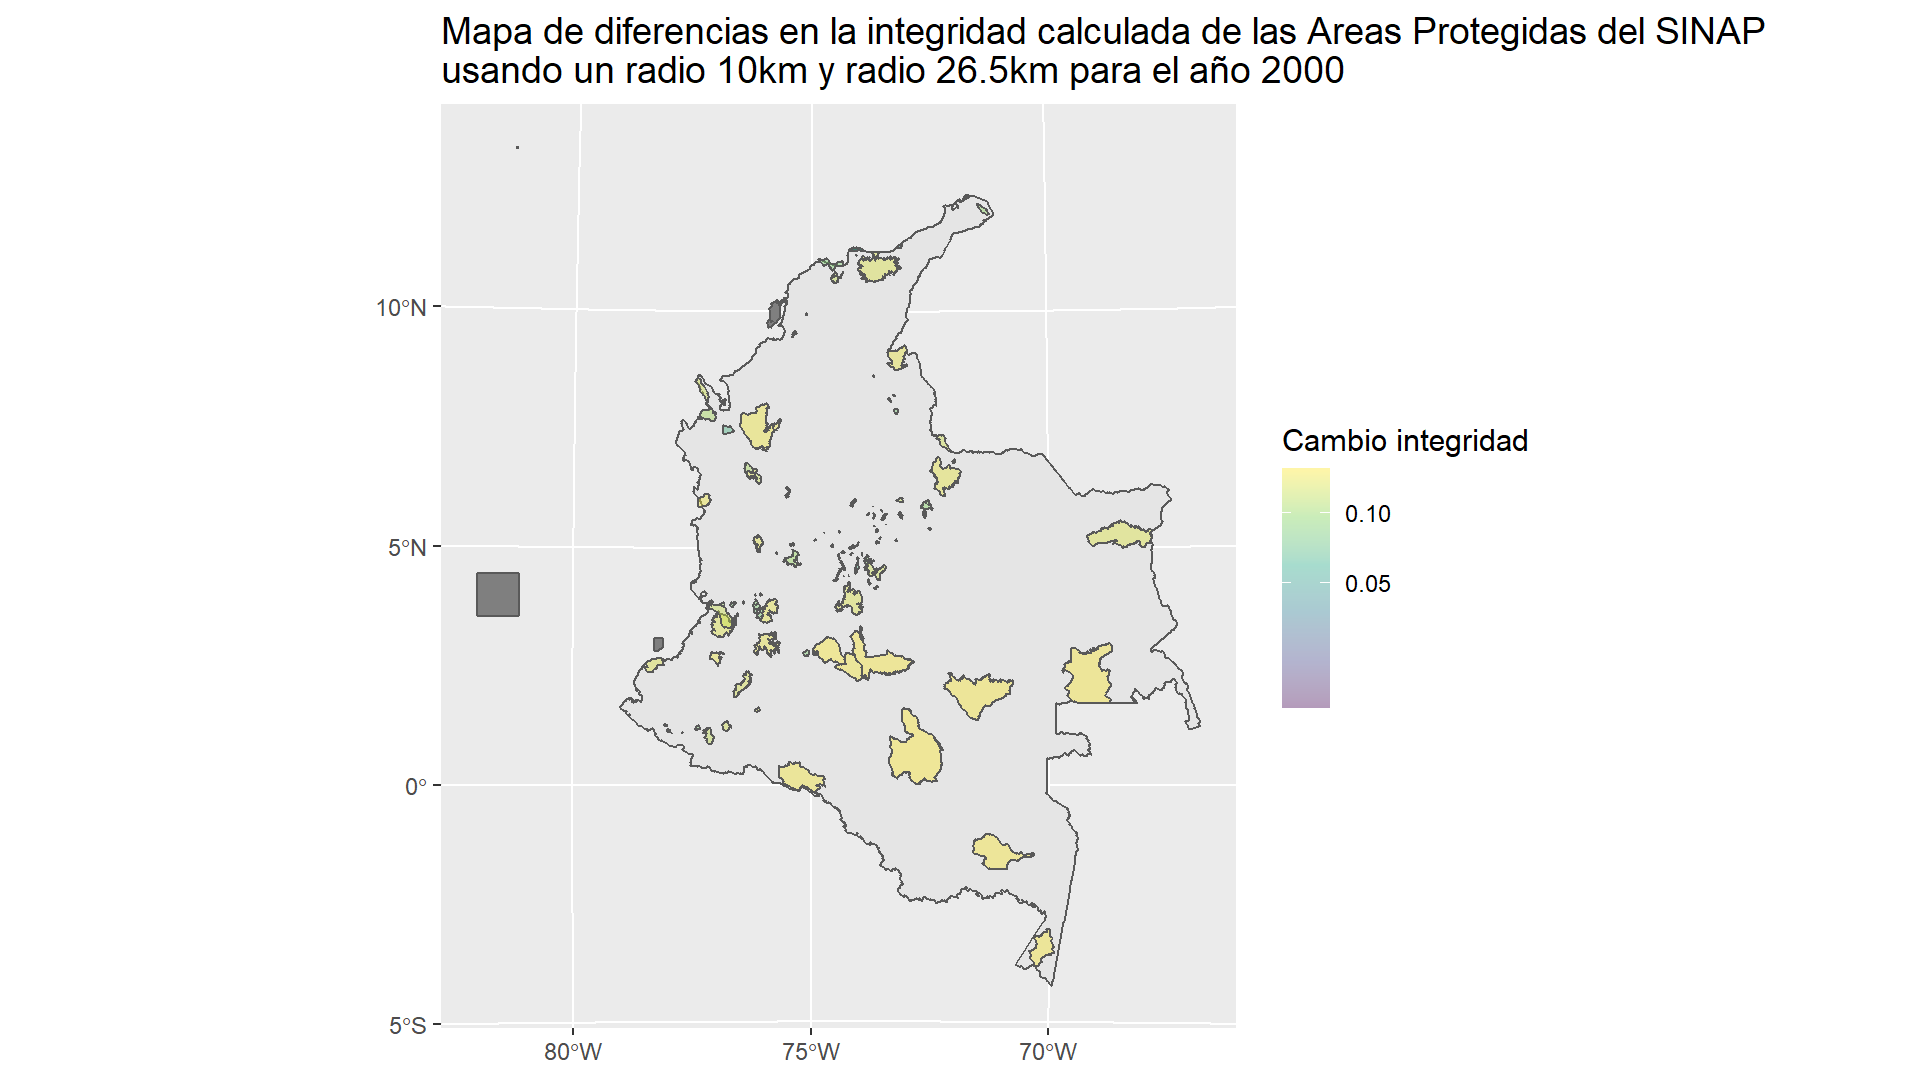 Mapa de diferencias en la integridad calculada de las Areas Protegidas del SINAP
usando un radio 10km y radio 26.5km para el año 2000
10°N
5°N
0°
5°S
80°W
75°W
70°W
Cambio integridad
0.10
0.05